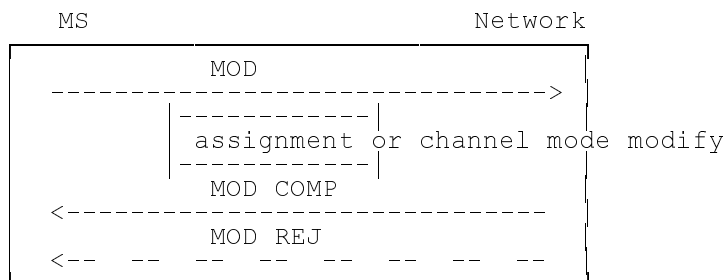 MS Network
MOD
assignment or channel mode modify
MOD COMP
MOD REJ